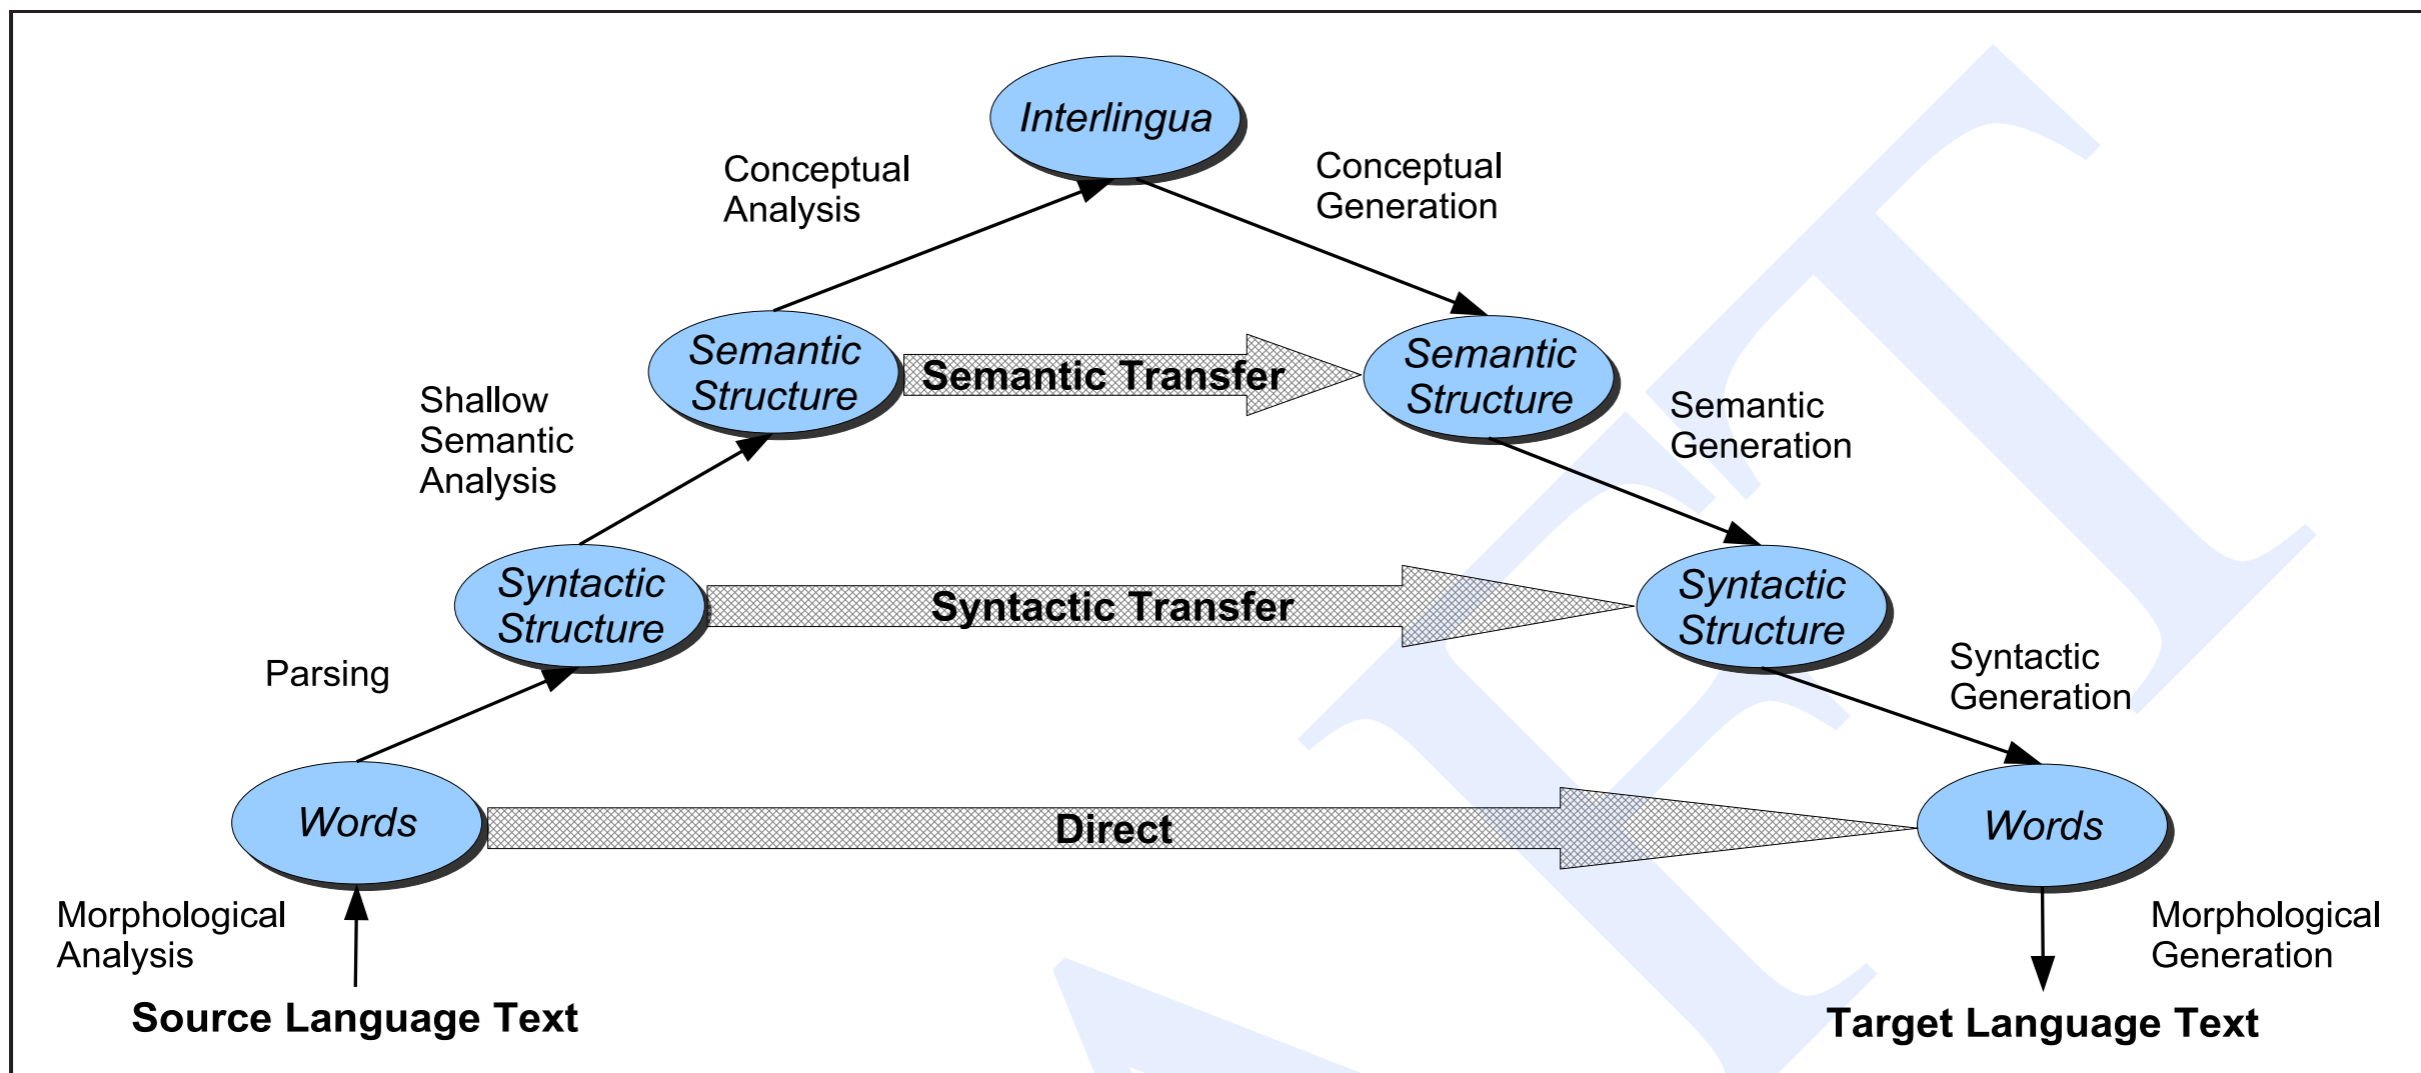 Interlingua
Conceptual
Analysis
Conceptual
Generation
Semantic
Structure
Semantic Transfer
Semantic
Structure
Shallow
Semantic
Analysis
Semantic
Generation
Syntactic
Structure
Syntactic Transfer
Syntactic
Structure
Parsing
Syntactic
Generation
Words
Direct
Words
Morphological
Analysis
Morphological
Generation
Source Language Text
Target Language Text